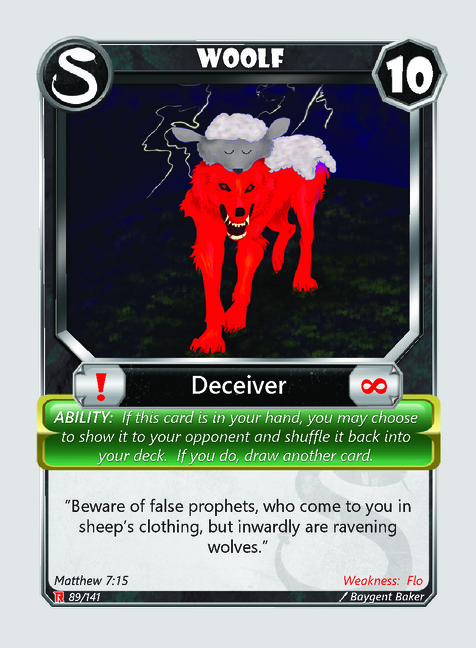 S
WOOLF
10
! Deceiver ∞
ABILITY: If this card is in your hand, you may choose
to show it to your opponent and shuffle it back into
your deck. If you do, draw another card.
"Beware of false prophets, who come to you in
sheep's clothing, but inwardly are ravening
wolves."
Matthew 7:15
Weakness: Flo
R 89/141
Baygent Baker